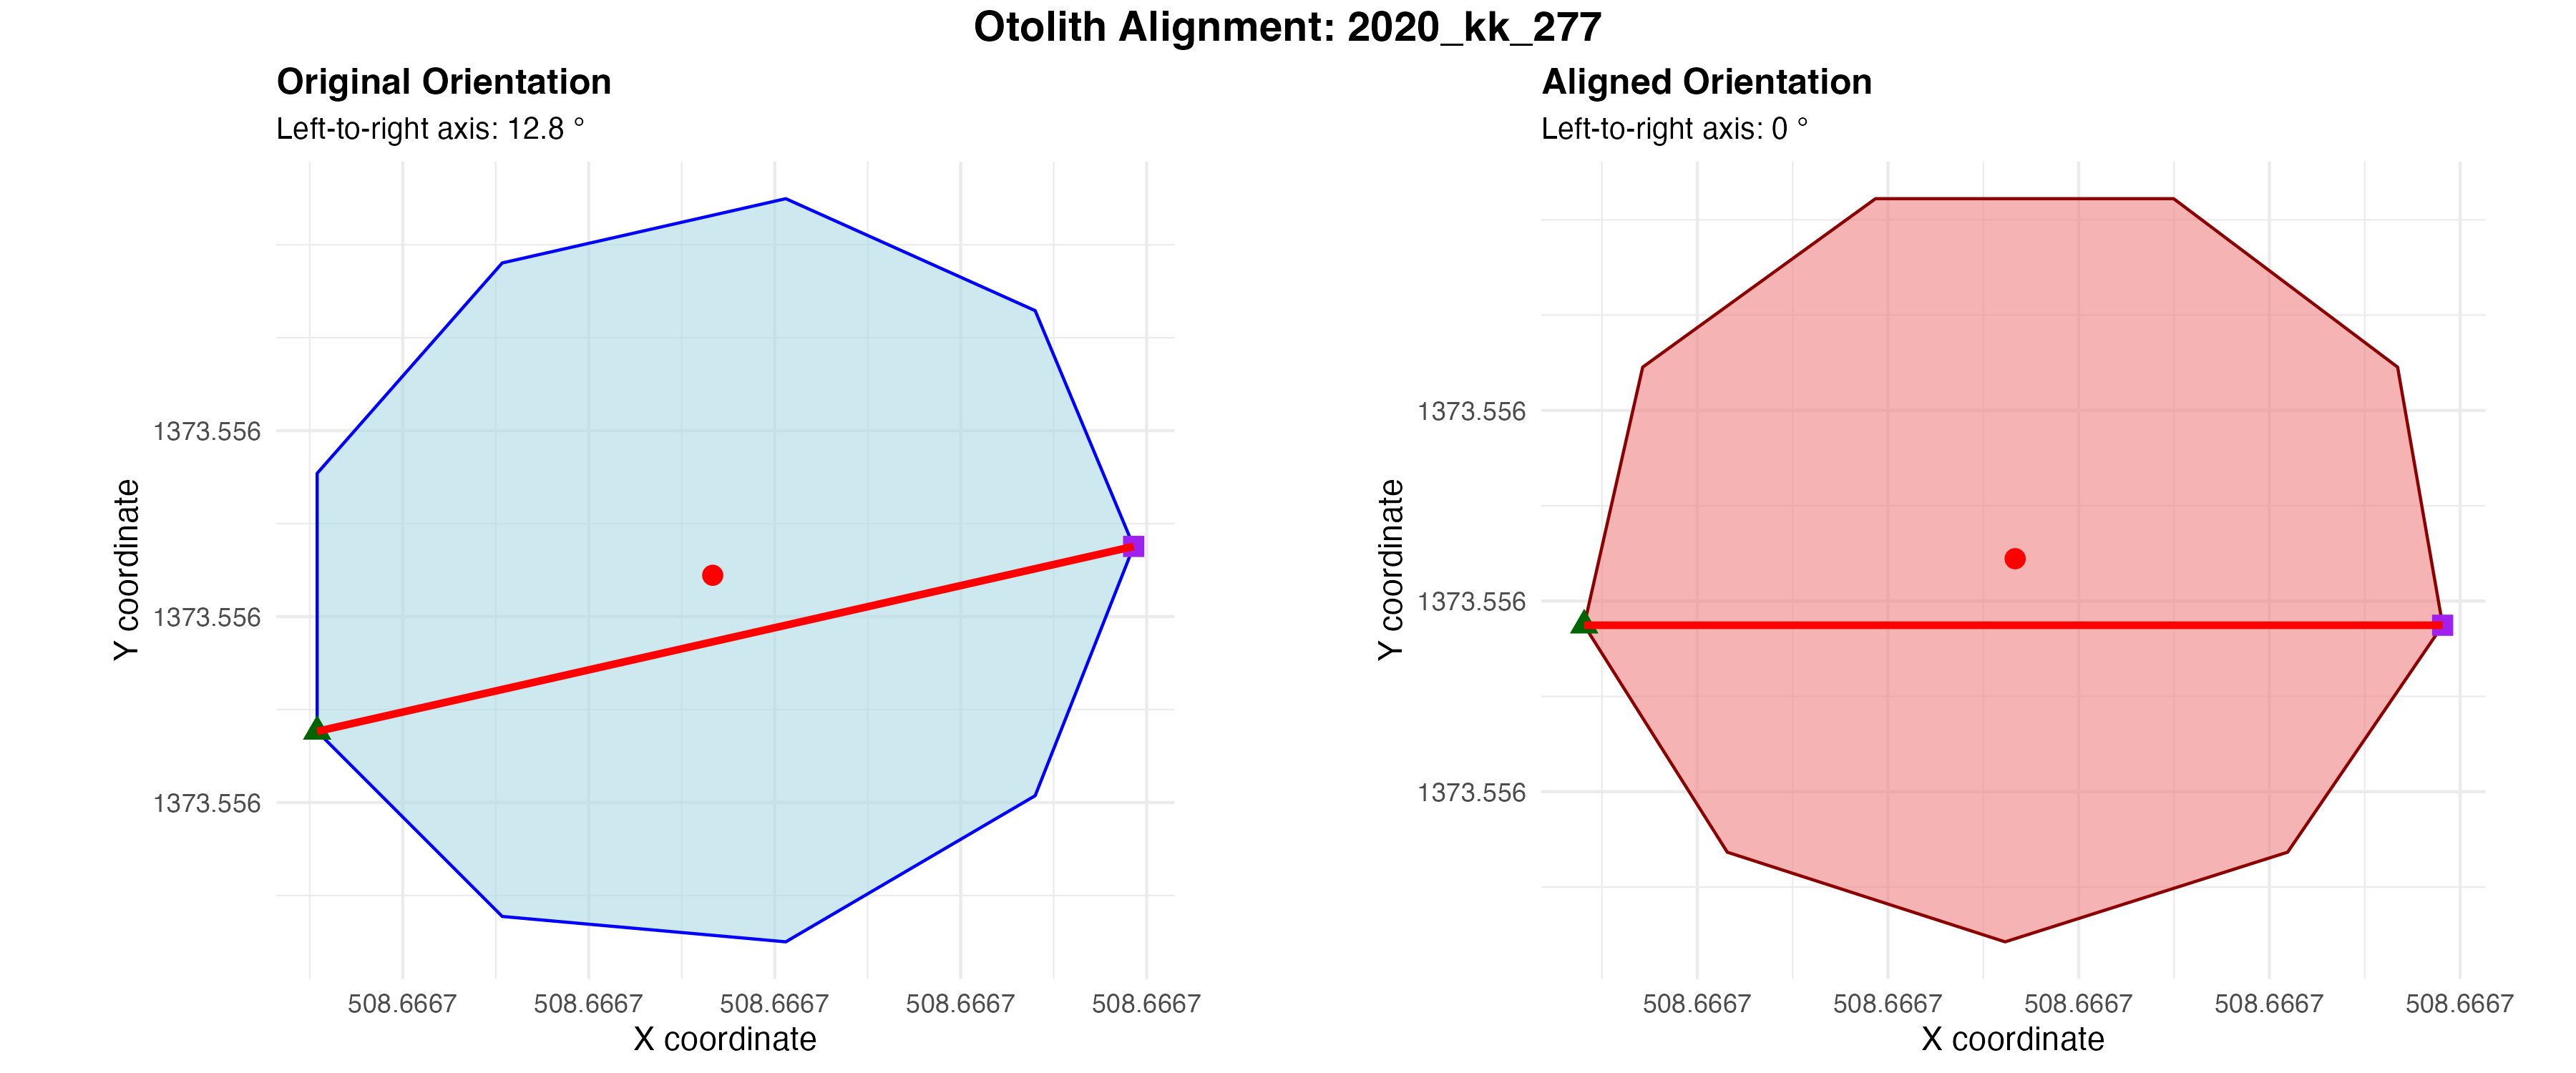 Otolith Alignment: 2020_kk_277
Original Orientation
Left-to-right axis: 12.8 °
Y coordinate
1373.556
1373.556
1373.556
508.6667 508.6667 508.6667 508.6667 508.6667
X coordinate
Aligned Orientation
Left-to-right axis: 0 °
Y coordinate
1373.556
1373.556
1373.556
508.6667 508.6667 508.6667 508.6667 508.6667
X coordinate